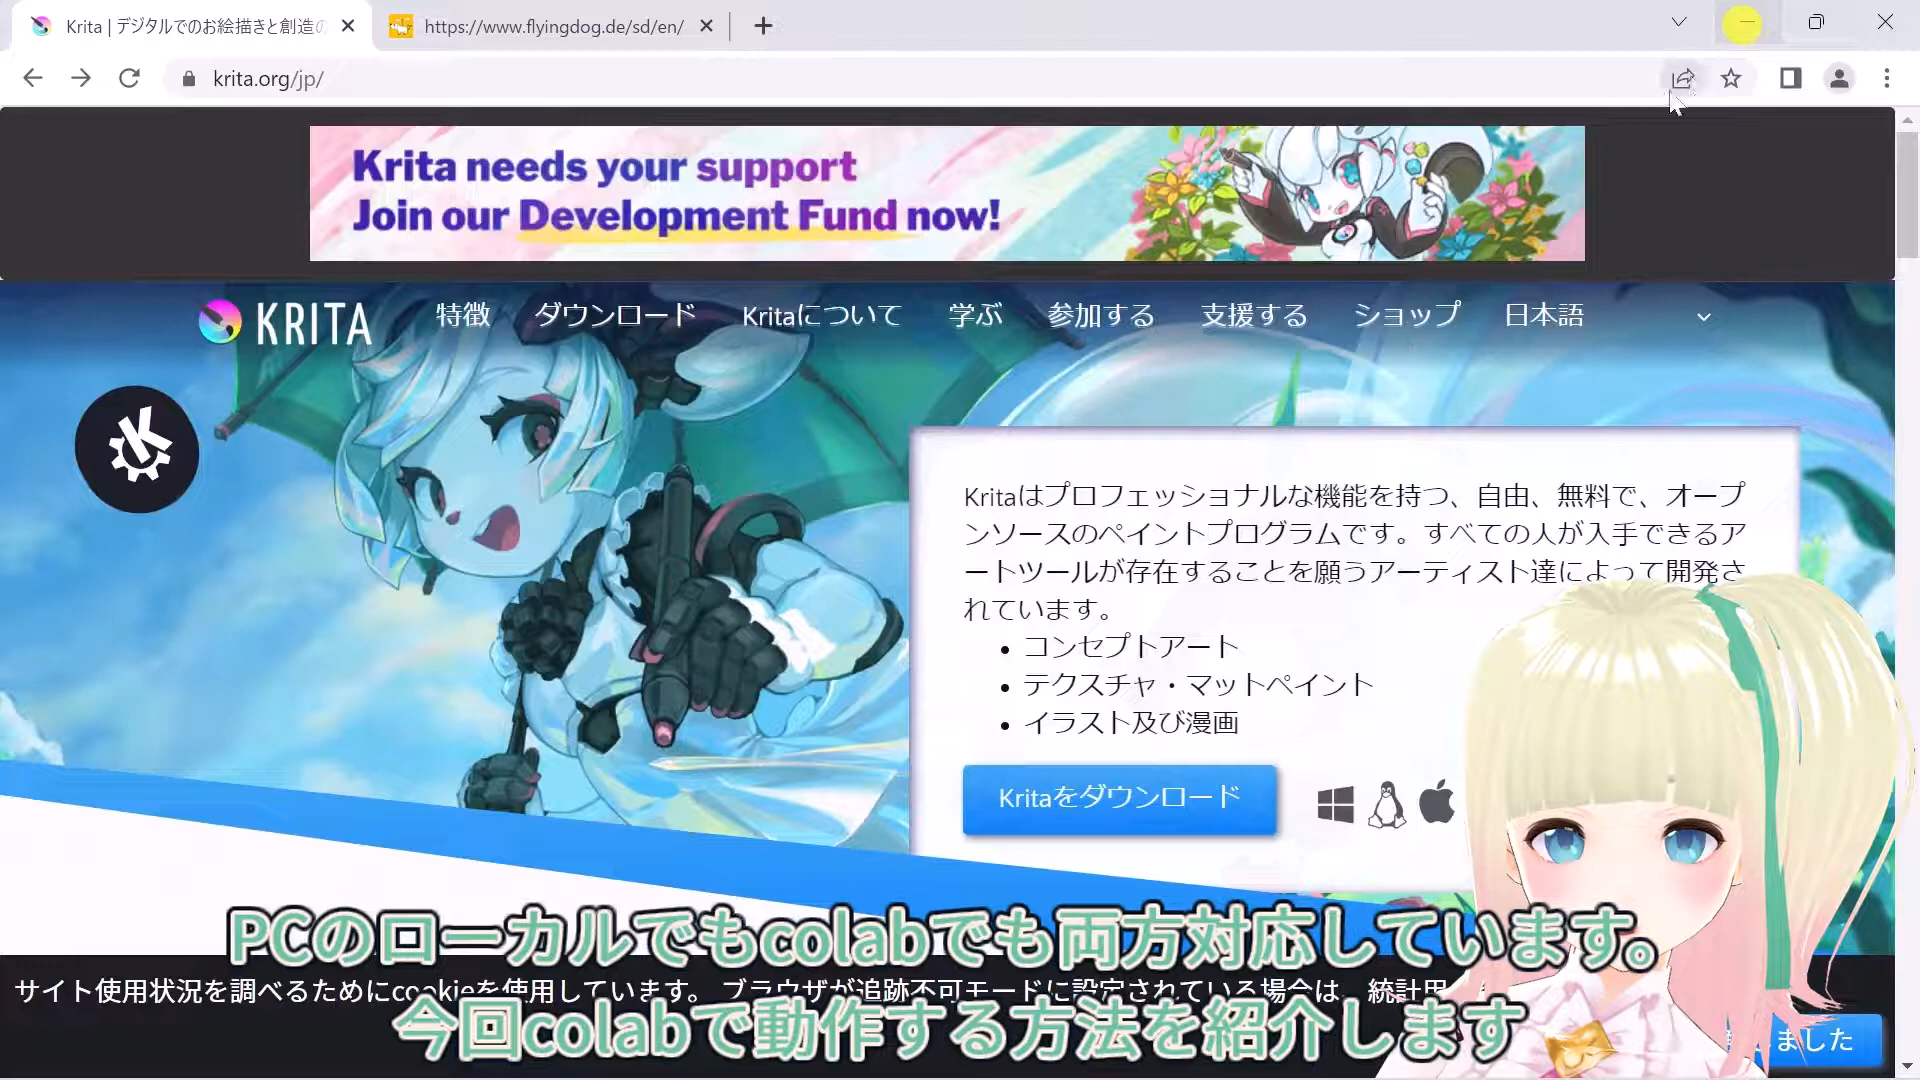 Krita | デジタルでのお絵描きと創造の
https://www.flyingdog.de/sd/en/
krita.org/jp/
Krita needs your support
Join our Development Fund now!
KRITA
特徴
ダウンロード
Kritaについて
学ぶ
参加する
支援する
ショップ
日本語
Kritaはプロフェッショナルな機能を持つ、自由、無料で、オープ
ンソースのペイントプログラムです。すべての人が入手できるア
ートツールが存在することを願うアーティスト達によって開発さ
れています。
コンセプトアート
テクスチャ・マットペイント
イラスト及び漫画
Kritaをダウンロード
PCのローカルでもcolabでも両方対応しています。
サイト使用状況を調べるためにcookieを使用しています。 ブラウザが追跡不可モードに設定されている場合は、統計用
今回colabで動作する方法を紹介します
ました